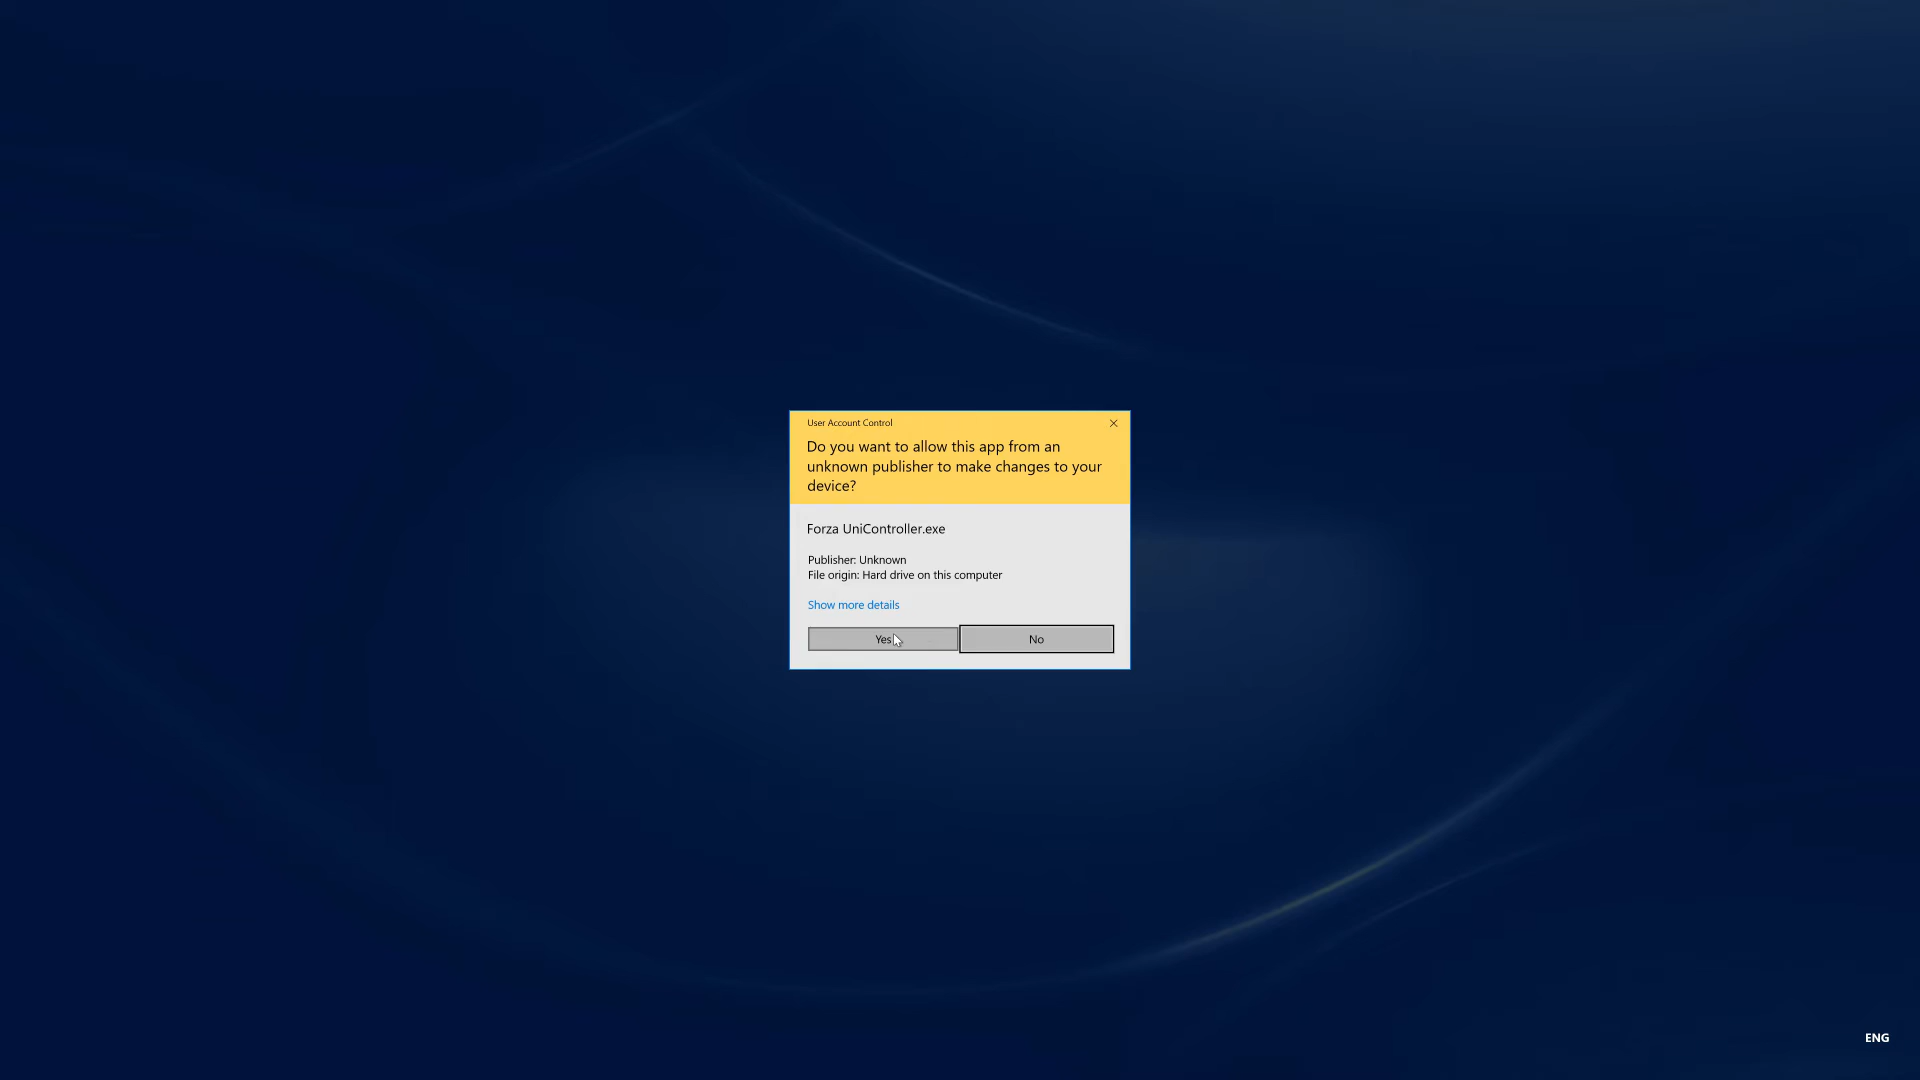 User Account Control
Do you want to allow this app from an
unknown publisher to make changes to your
device?
Forza UniController.exe
Publisher: Unknown
File origin: Hard drive on this computer
Show more details
Yes
No
ENG